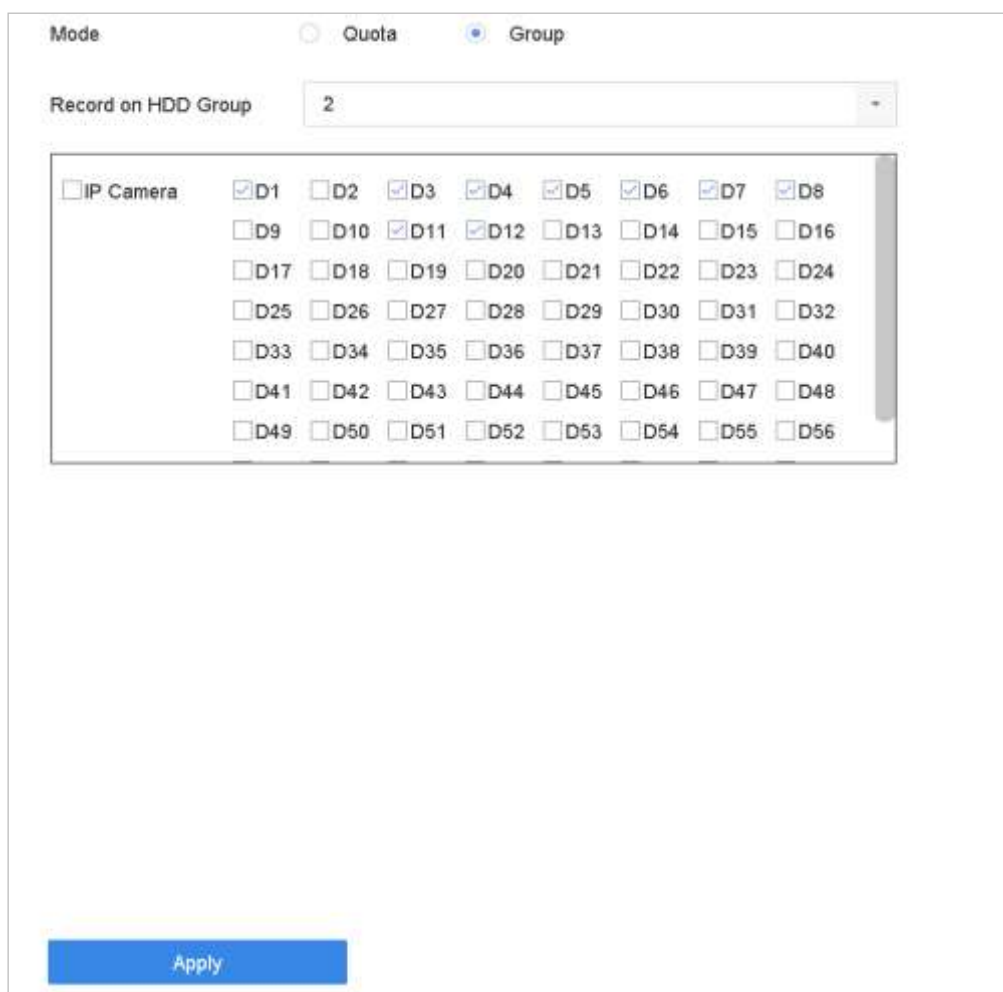 Mode Quota Group
Record on HDD Group 2
IP Camera D1 D2 D3 D4 D5 D6 D7 D8
D9 D10 D11 D12 D13 D14 D15 D16
D17 D18 D19 D20 D21 D22 D23 D24
D25 D26 D27 D28 D29 D30 D31 D32
D33 D34 D35 D36 D37 D38 D39 D40
D41 D42 D43 D44 D45 D46 D47 D48
D49 D50 D51 D52 D53 D54 D55 D56
Apply